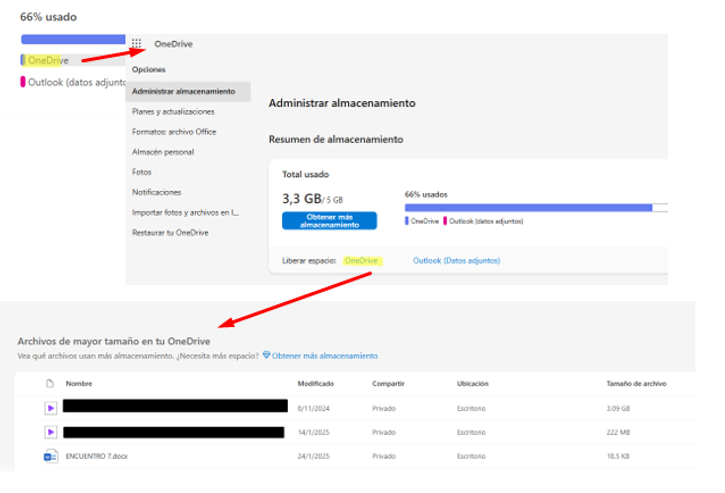 66% usado
OneDrive
Outlook (datos adjunto
OneDrive
Opciones
Administrar almacenamiento
Planes y actualizaciones
Formatos: archivo Office
Almacén personal
Fotos
Notificaciones
Importar fotos y archivos en l...
Restaurar tu OneDrive
Administrar almacenamiento
Resumen de almacenamiento
Total usado
3,3 GB/ 5 GB
Obtener más
almacenamiento
66% usados
OneDrive Outlook (datos adjuntos)
Liberar espacio: OneDrive Outlook (Datos adjuntos)
Archivos de mayor tamaño en tu OneDrive
Vea qué archivos usan más almacenamiento. ¿Necesita más espacio? Obtener más almacenamiento
Nombre Modificado Compartir Ubicación Tamaño de archivo
8/11/2024 Privado Escritorio 3.09 GB
14/1/2025 Privado Escritorio 222 MB
ENCUENTRO 7.docx 24/1/2025 Privado Escritorio 18.5 KB